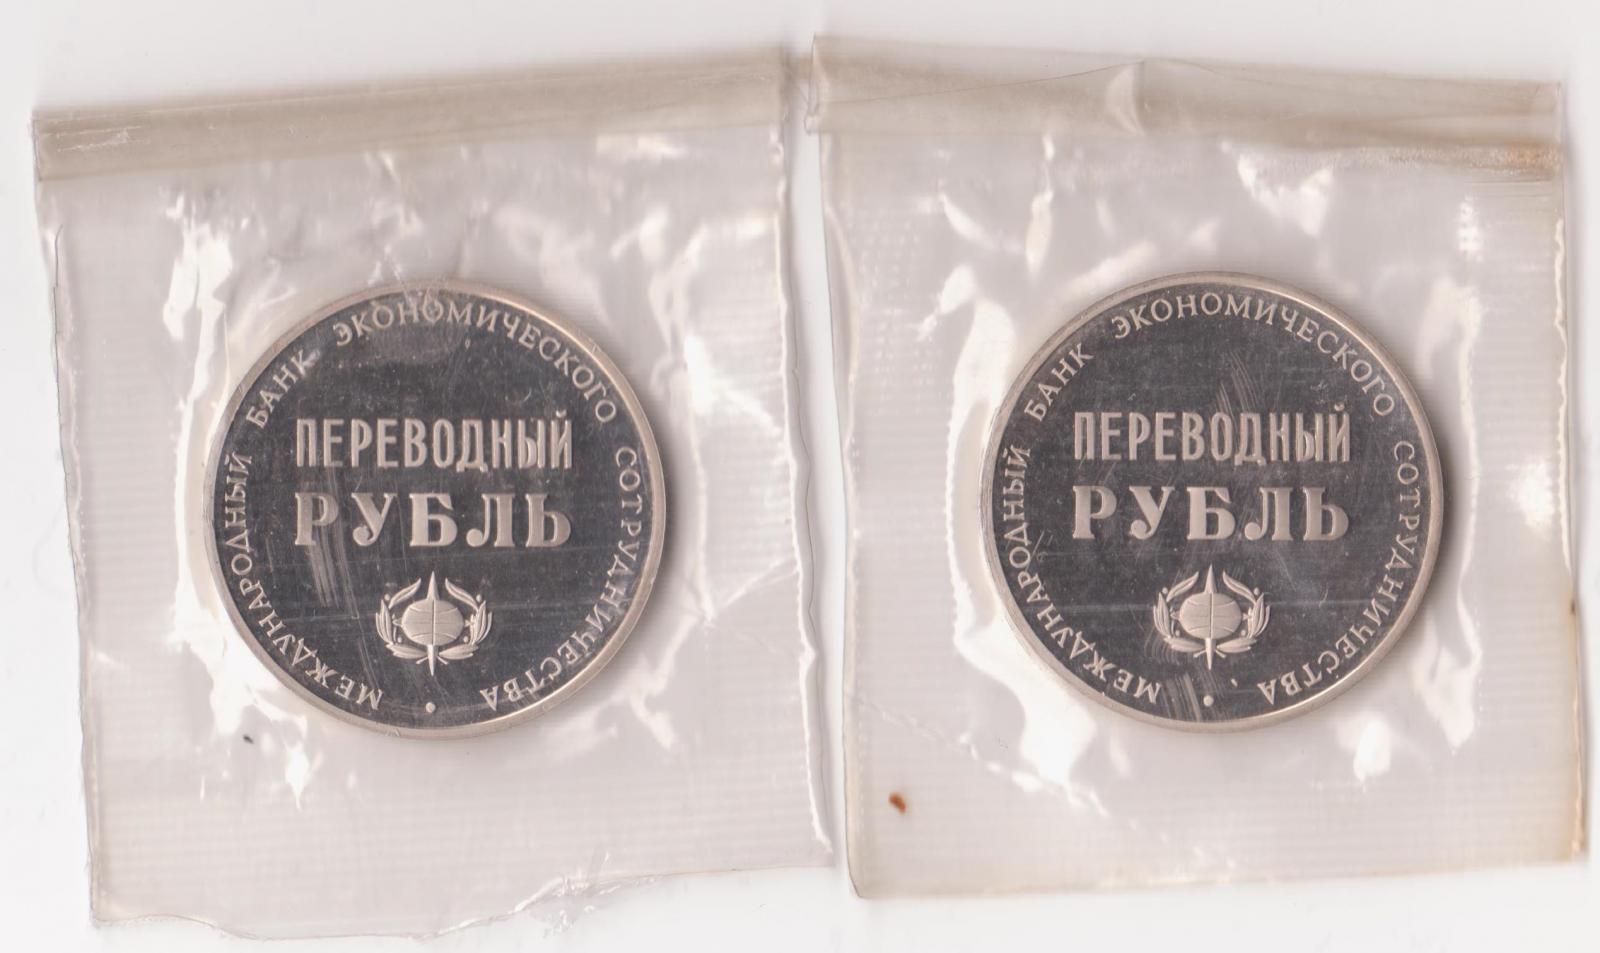 МЕЖДУНАРОДНЫЙ БАНК ЭКОНОМИЧЕСКОГО СОТРУДНИЧЕСТВА
ПЕРЕВОДНЫЙ
РУБЛЬ
МЕЖДУНАРОДНЫЙ БАНК ЭКОНОМИЧЕСКОГО СОТРУДНИЧЕСТВА
ПЕРЕВОДНЫЙ
РУБЛЬ